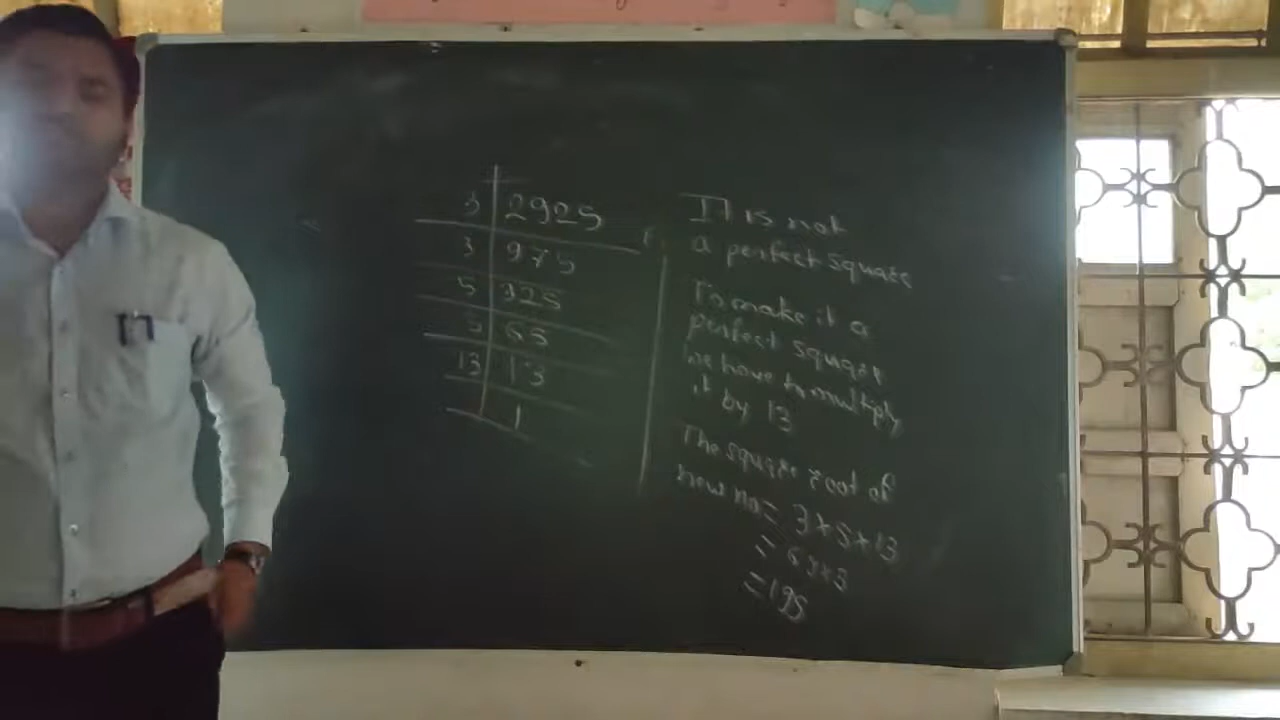 3 2925
3 975
5 325
5 65
13 13
1
It is not
a perfect square
To make it a
perfect square
we have to multiply
it by 13
The square root of
new no = 3 × 5 × 13
= 65 × 3
= 195